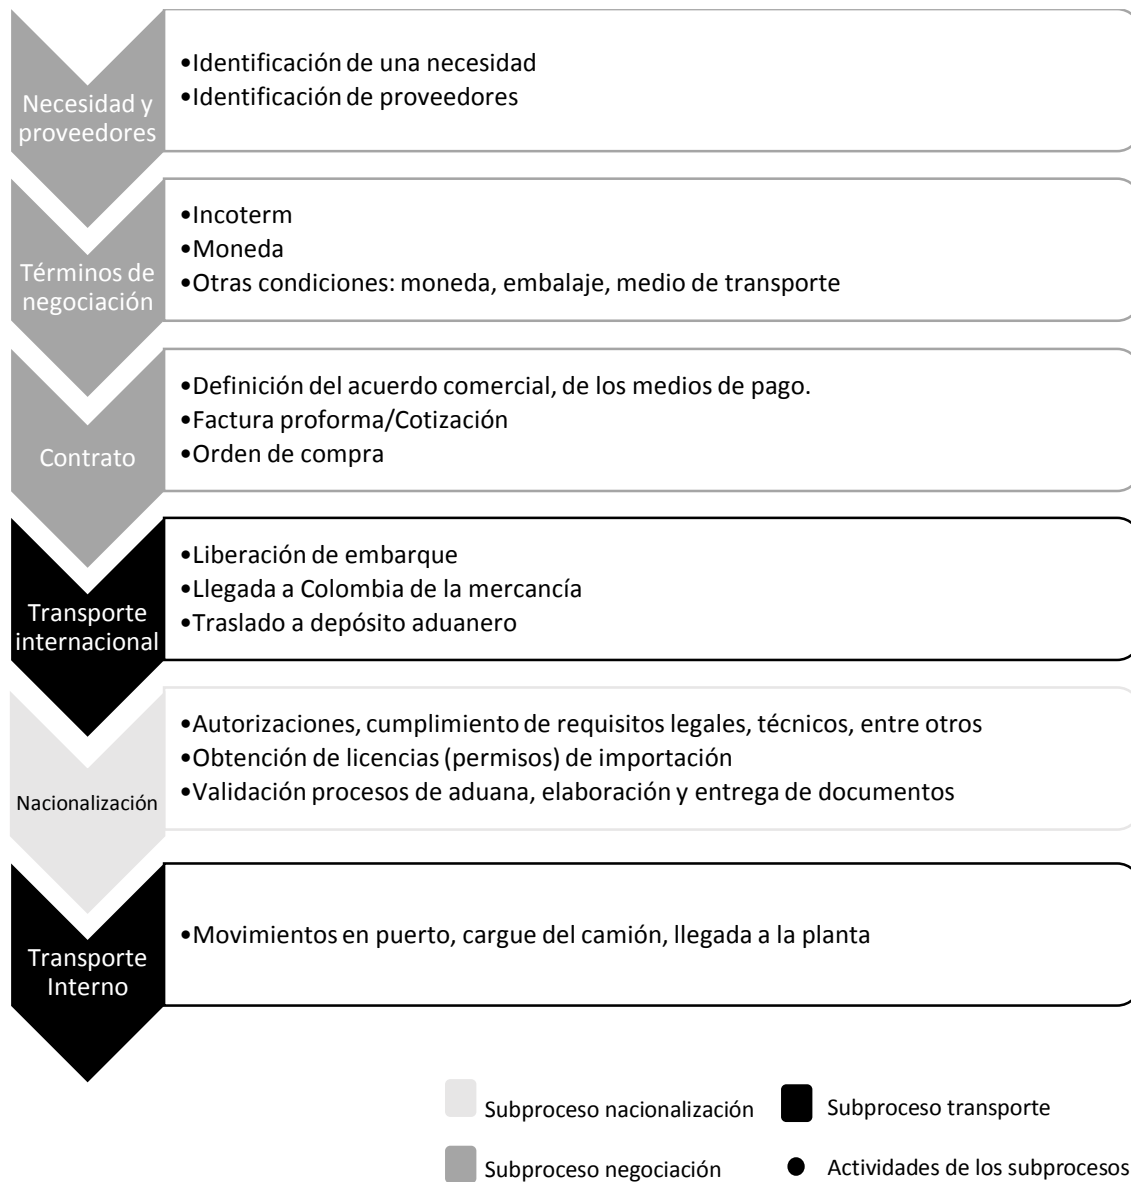 Necesidad y
proveedores
•Identificación de una necesidad
•Identificación de proveedores
Términos de
negociación
•Incoterm
•Moneda
•Otras condiciones: moneda, embalaje, medio de transporte
Contrato
•Definición del acuerdo comercial, de los medios de pago.
•Factura proforma/Cotización
•Orden de compra
Transporte
internacional
•Liberación de embarque
•Llegada a Colombia de la mercancía
•Traslado a depósito aduanero
Nacionalización
•Autorizaciones, cumplimiento de requisitos legales, técnicos, entre otros
•Obtención de licencias (permisos) de importación
•Validación procesos de aduana, elaboración y entrega de documentos
Transporte
Interno
•Movimientos en puerto, cargue del camión, llegada a la planta
Subproceso nacionalización
Subproceso transporte
Subproceso negociación
Actividades de los subprocesos